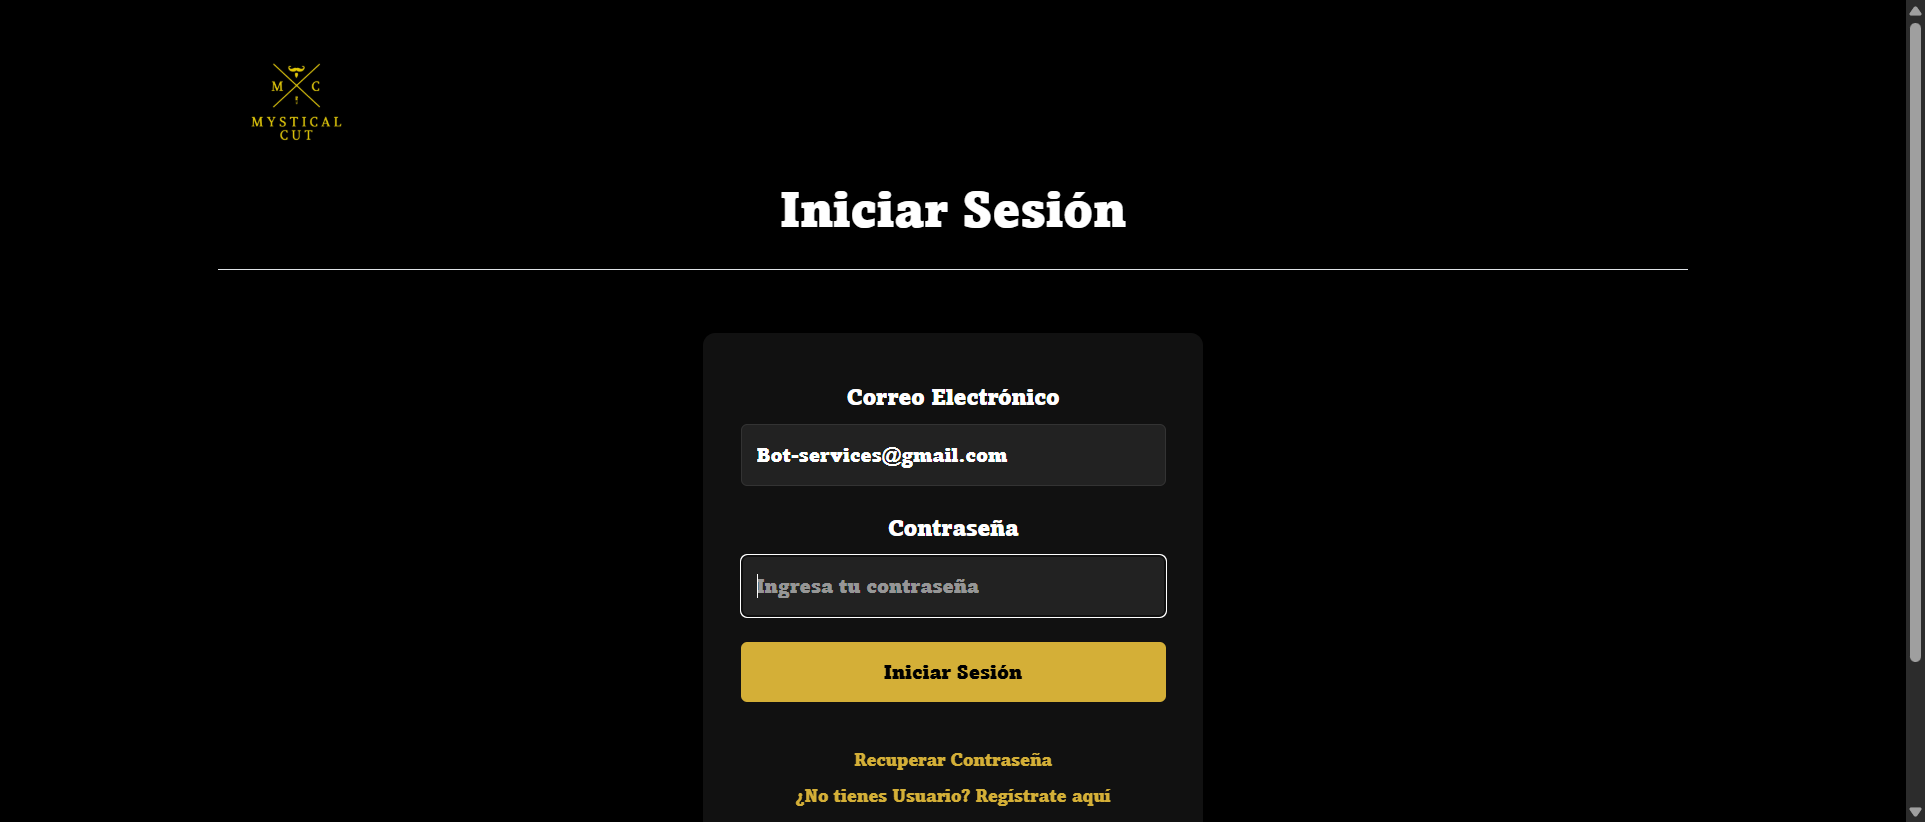 M C
MYSTICAL
CUT
Iniciar Sesión
Correo Electrónico
Bot-services@gmail.com
Contraseña
Ingresa tu contraseña
Iniciar Sesión
Recuperar Contraseña
¿No tienes Usuario? Regístrate aquí